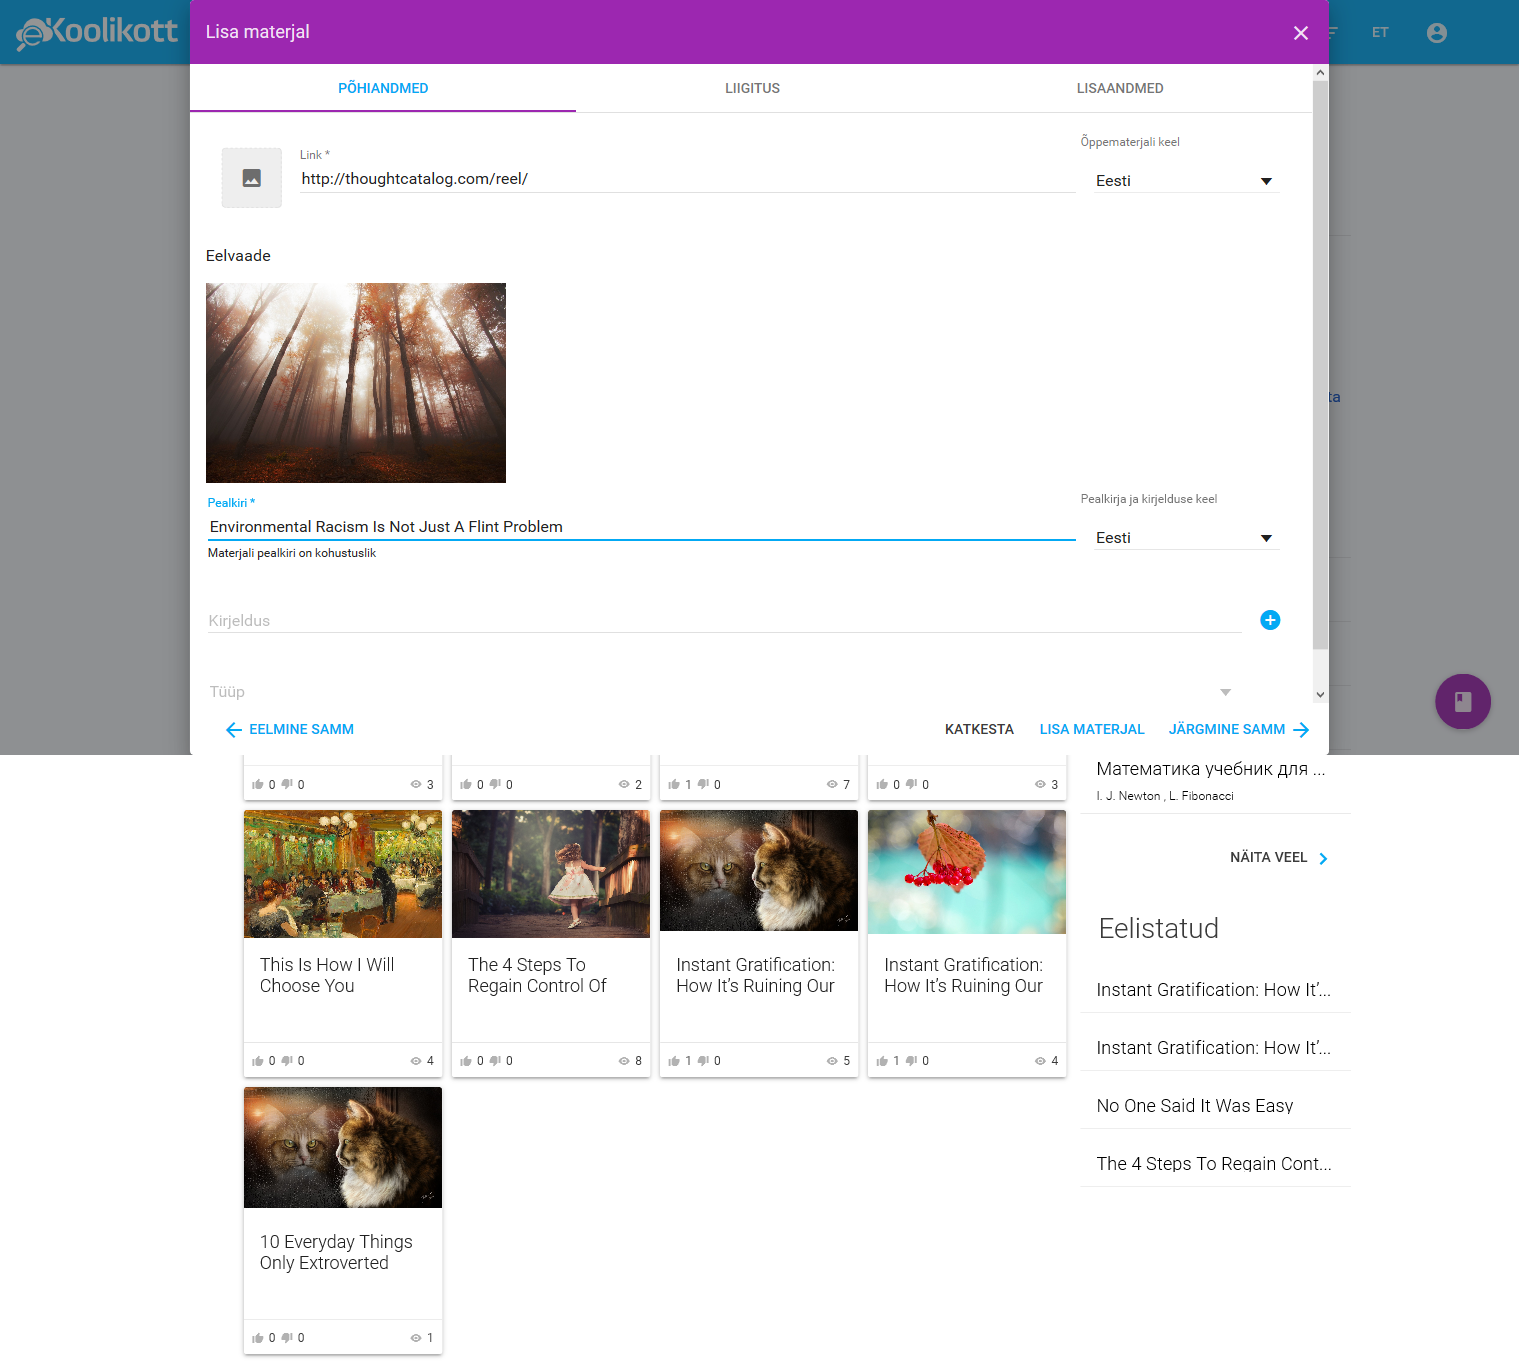 eKoolikott
Lisa materjal
ET
PÕHIANDMED
LIIGITUS
LISAANDMED
Link *
http://thoughtcatalog.com/reel/
Õppematerjali keel
Eesti
Eelvaade
ta
Pealkiri *
Environmental Racism Is Not Just A Flint Problem
Materjali pealkiri on kohustuslik
Pealkirja ja kirjelduse keel
Eesti
Kirjeldus
Tüüp
EELMINE SAMM
KATKESTA
LISA MATERJAL
JÄRGMINE SAMM
0 0 3
0 0 2
1 0 7
0 0 3
Математика учебник для ...
I. J. Newton , L. Fibonacci
NÄITA VEEL
This Is How I Will
Choose You
0 0 4
The 4 Steps To
Regain Control Of
0 0 8
Instant Gratification:
How It’s Ruining Our
1 0 5
Instant Gratification:
How It’s Ruining Our
1 0 4
Eelistatud
Instant Gratification: How It’...
Instant Gratification: How It’...
No One Said It Was Easy
The 4 Steps To Regain Cont...
10 Everyday Things
Only Extroverted
0 0 1